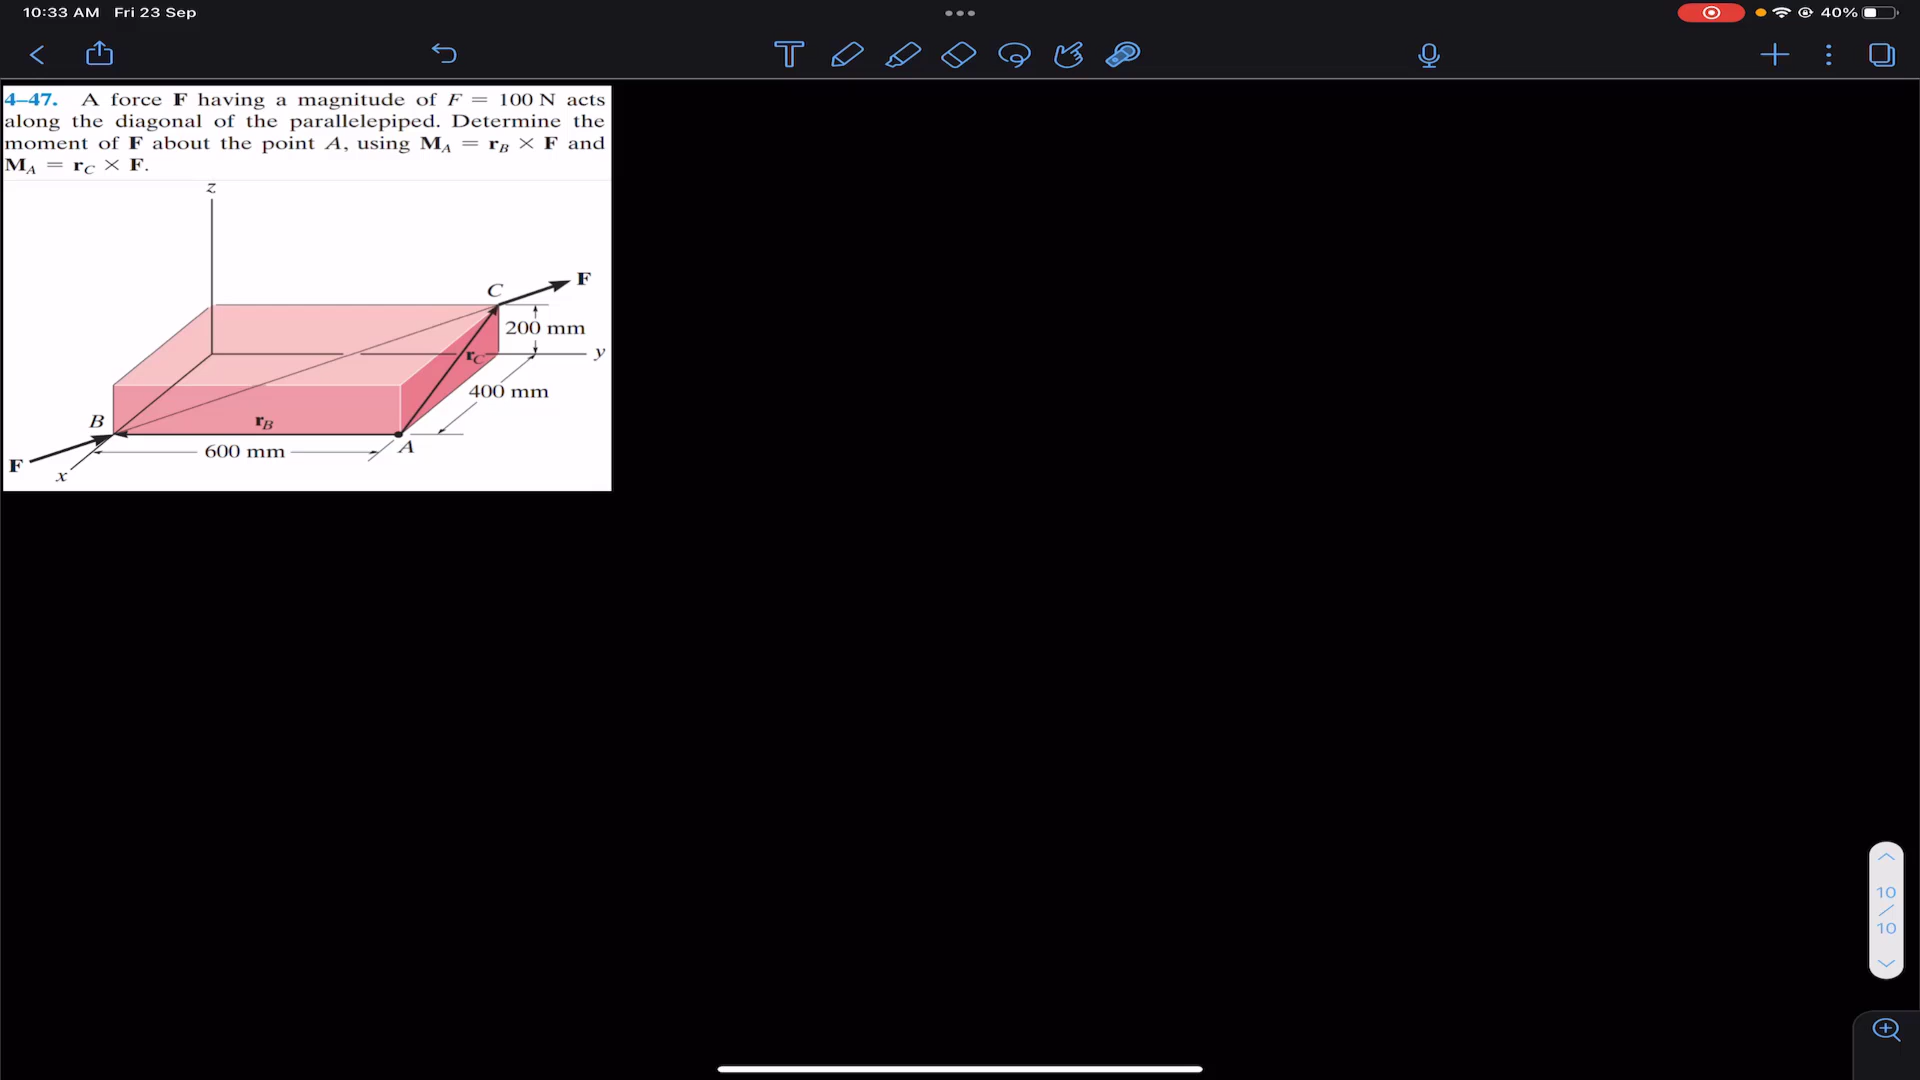 10:33 AM Fri 23 Sep
40%
4–47. A force F having a magnitude of F = 100 N acts
along the diagonal of the parallelepiped. Determine the
moment of F about the point A, using M_A = r_B × F and
M_A = r_C × F.
z
C
F
200 mm
r_C
y
400 mm
B
r_B
600 mm
A
F
x
10
/
10